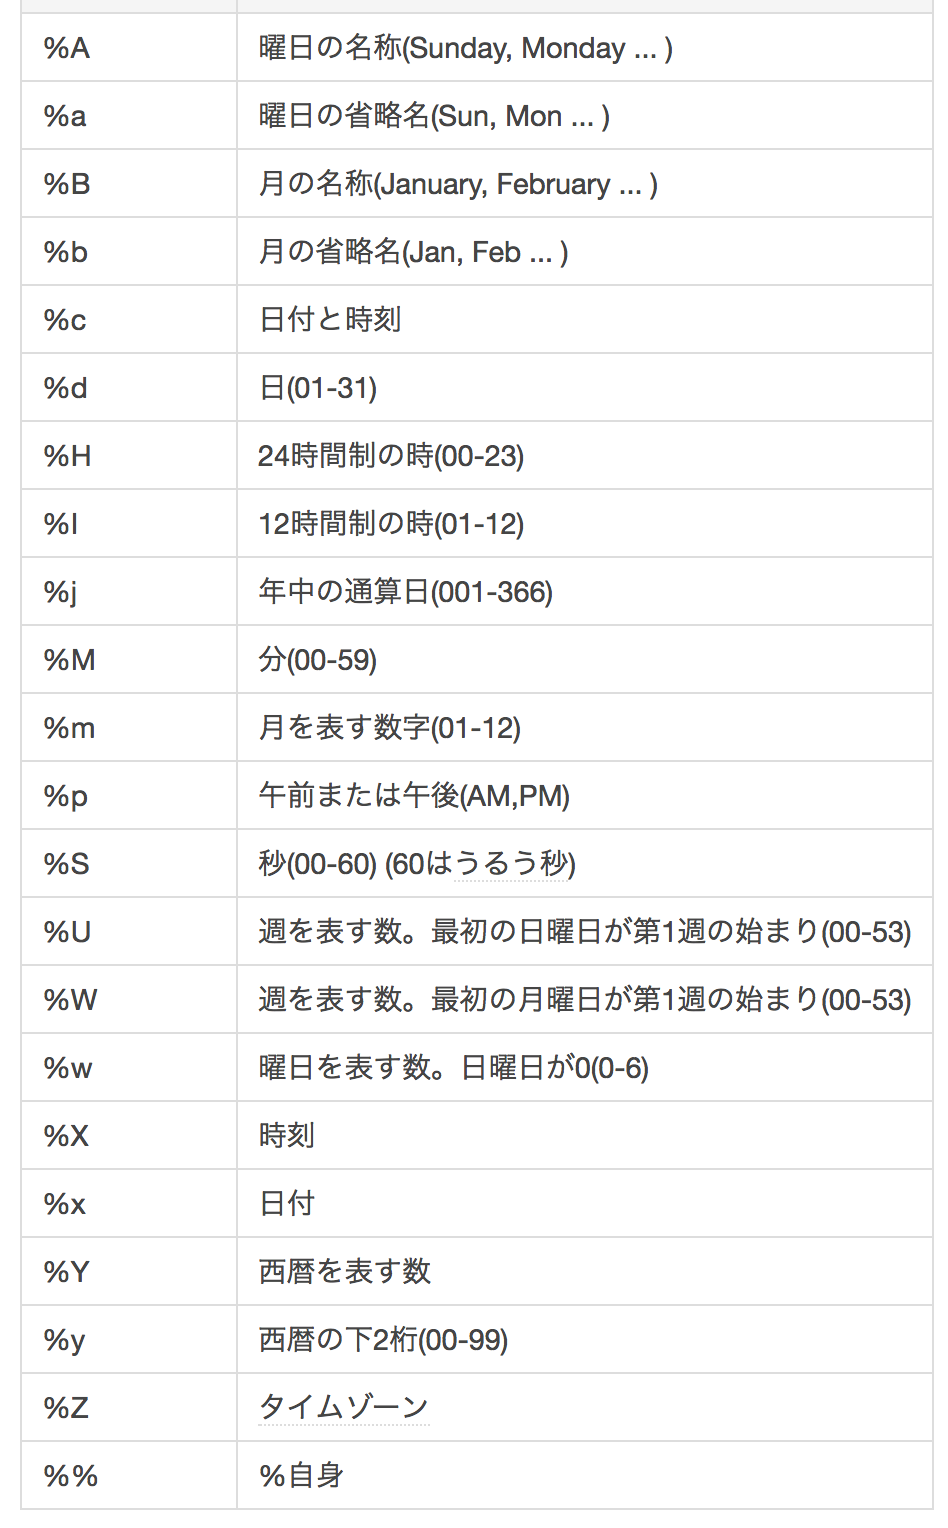 %A 曜日の名称(Sunday, Monday ... )
%a 曜日の省略名(Sun, Mon ... )
%B 月の名称(January, February ... )
%b 月の省略名(Jan, Feb ... )
%c 日付と時刻
%d 日(01-31)
%H 24時間制の時(00-23)
%I 12時間制の時(01-12)
%j 年中の通算日(001-366)
%M 分(00-59)
%m 月を表す数字(01-12)
%p 午前または午後(AM,PM)
%S 秒(00-60) (60はうるう秒)
%U 週を表す数。最初の日曜日が第1週の始まり(00-53)
%W 週を表す数。最初の月曜日が第1週の始まり(00-53)
%w 曜日を表す数。日曜日が0(0-6)
%X 時刻
%x 日付
%Y 西暦を表す数
%y 西暦の下2桁(00-99)
%Z タイムゾーン
%% %自身